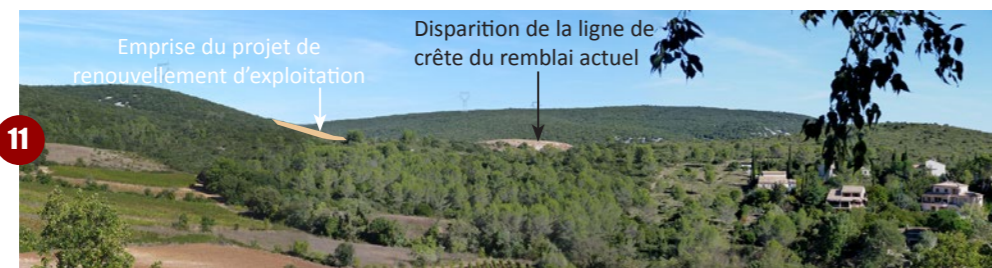 Emprise du projet de
renouvellement d'exploitation
Disparition de la ligne de
crête du remblai actuel
11